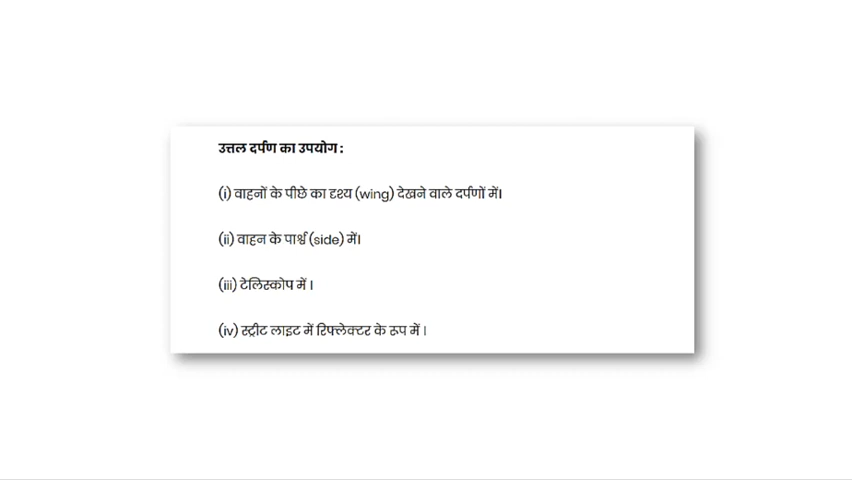 उत्तल दर्पण का उपयोग :
(i) वाहनों के पीछे का दृश्य (wing) देखने वाले दर्पणों में।
(ii) वाहन के पार्श्व (side) में।
(iii) टेलिस्कोप में ।
(iv) स्ट्रीट लाइट में रिफ्लेक्टर के रूप में ।